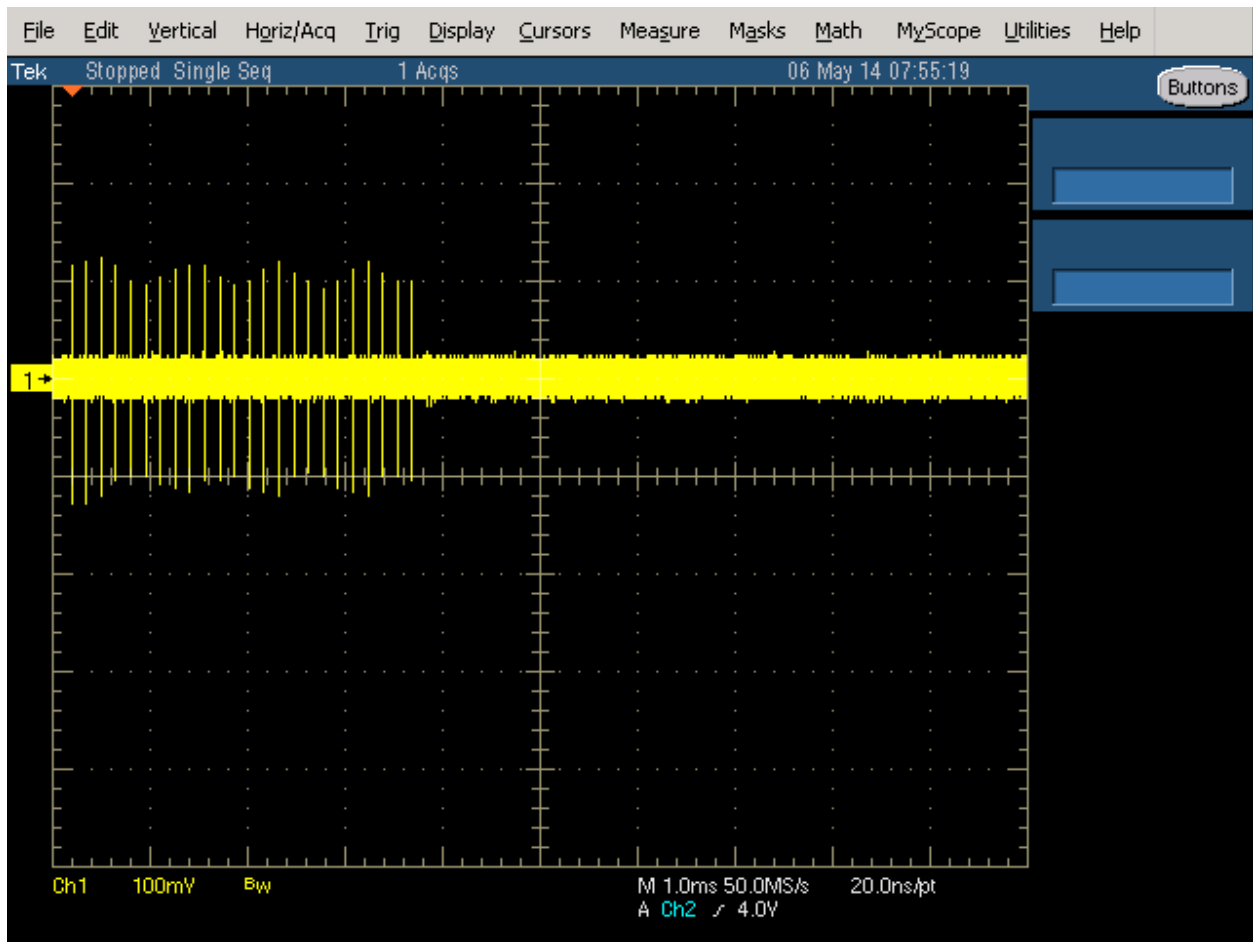 File Edit Vertical Horiz/Acq Trig Display Cursors Measure Masks Math MyScope Utilities Help
Tek Stopped Single Seq 1 Acqs 06 May 14 07:55:19
Buttons
1
Ch1 100mV BW M 1.0ms 50.0MS/s 20.0ns/pt
A Ch2 4.0V